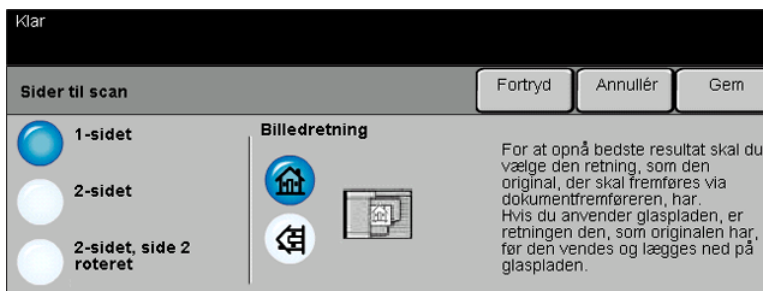 Klar
Sider til scan
Fortryd
Annullér
Gem
1-sidet
2-sidet
2-sidet, side 2
roteret
Billedretning
For at opnå bedste resultat skal du
vælge den retning, som den
original, der skal fremføres via
dokumentfremføreren, har.
Hvis du anvender glaspladen, er
retningen den, som originalen har,
før den vendes og lægges ned på
glaspladen.